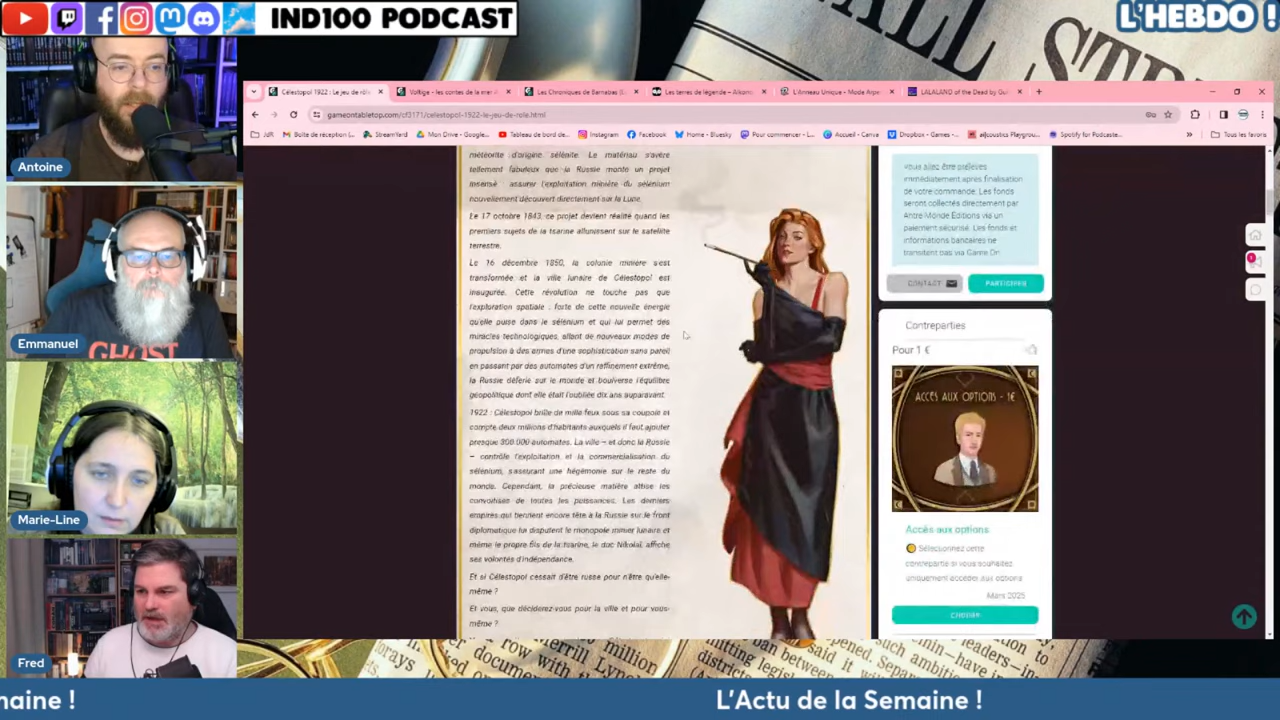 IND100 PODCAST
L'HEBDO !
Antoine
Emmanuel
GHOST
Marie-Line
Fred
Célestopol 1922 : Le jeu de rôle
Voltige - les contes de la mer
Les Chroniques de Barnabas
Les terres de légende
L'Anneau Unique - Mode
LALALAND of the Dead by
gameontabletop.com/cf3171/celestopol-1922-le-jeu-de-role.html
JdR
Boîte de réception
StreamYard
Mon Drive - Google...
Tableau de bord de...
Instagram
Facebook
Home - Bluesky
Pour commencer - L...
Accueil - Canva
Dropbox - Games -...
Spotify for Podcaste...
»
Tous les favoris
météorite d'origine sélénite. Le matériau s'avère
tellement fabuleux que la Russie monte un projet
insensé : assurer l'exploitation minière du sélénium
nouvellement découvert directement sur la Lune.
Le 17 octobre 1843, ce projet devient réalité quand les
premiers sujets de la tsarine alunissent sur le satellite
terrestre.
Le 16 décembre 1850, la colonie minière s'est
transformée et la ville lunaire de Célestopol est
inaugurée. Cette révolution ne touche pas que
l'exploration spatiale : forte de cette nouvelle énergie
qu'elle puise dans le sélénium et qui lui permet des
miracles technologiques, allant de nouveaux modes de
propulsion à des armes d'une sophistication sans pareil
en passant par des automates d'un raffinement extrême,
la Russie déferle sur le monde et boulverse l'équilibre
géopolitique dont elle était l'oubliée dix ans auparavant.
1922 : Célestopol brille de mille feux sous sa coupole et
compte deux millions d'habitants auxquels il faut ajouter
presque 300 000 automates. La ville – et donc la Russie
– contrôle l'exploitation et la commercialisation du
sélénium, s'assurant une hégémonie sur le reste du
monde. Cependant, la précieuse matière attise les
convoitises de toutes les puissances. Les derniers
empires qui tiennent encore tête à la Russie sur le front
diplomatique lui disputent le monopole minier lunaire et
même le propre fils de la tsarine, le duc Nikolaï, affiche
ses volontés d'indépendance.
Et si Célestopol cessait d'être russe pour n'être qu'elle-
même ?
Et vous, que déciderez-vous pour la ville et pour vous-
même ?
vous allez être prélevés
immédiatement après finalisation
de votre commande. Les fonds
seront collectés directement par
Antre Monde Éditions via un
paiement sécurisé. Les fonds et
informations bancaires ne
transitent pas via Game On
CONTACT
PARTICIPER
Contreparties
Pour 1 €
ACCÈS AUX OPTIONS - 1€
Accès aux options
Sélectionnez cette
contrepartie si vous souhaitez
uniquement accéder aux options
Mars 2025
CHOISIR
maine !
L'Actu de la Semaine !